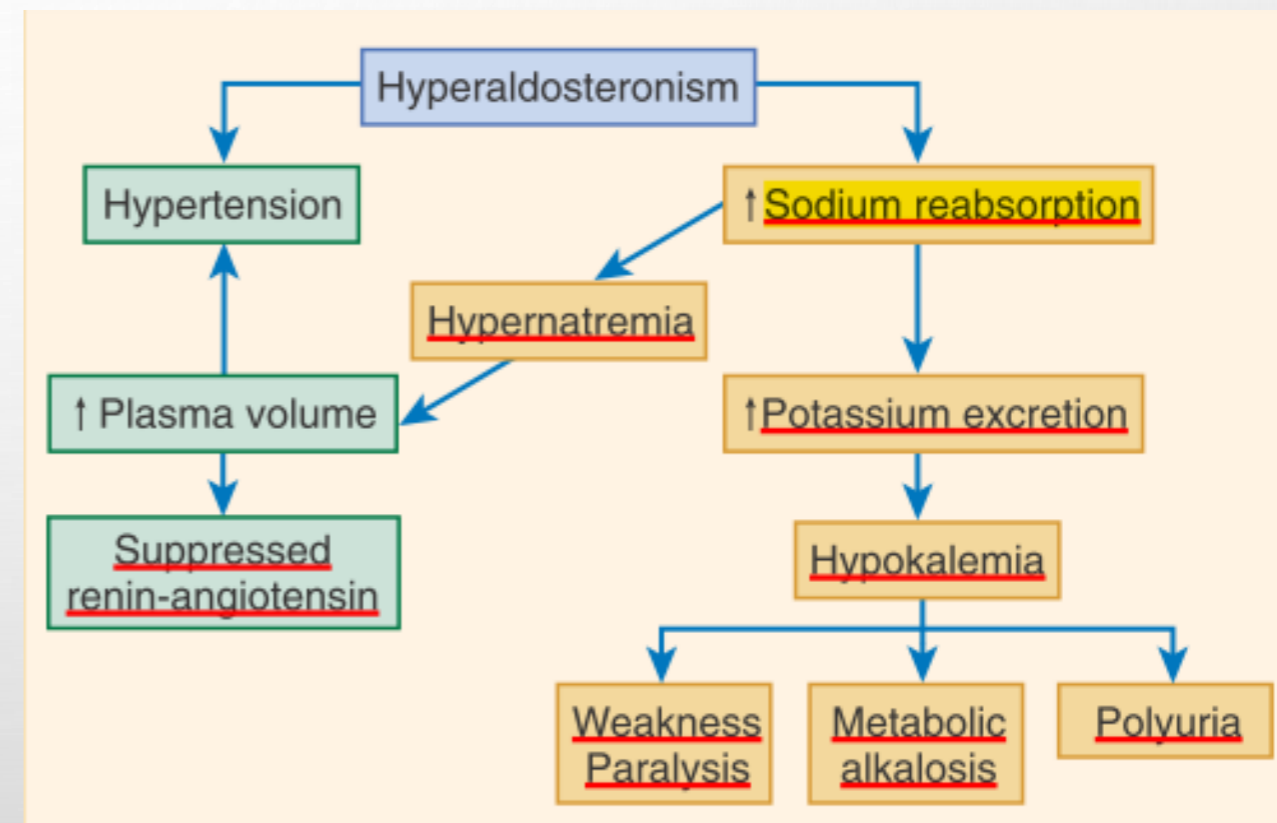 Hyperaldosteronism
Hypertension
↑ Sodium reabsorption
Hypernatremia
↑ Plasma volume
↑ Potassium excretion
Suppressed
renin-angiotensin
Hypokalemia
Weakness
Paralysis
Metabolic
alkalosis
Polyuria